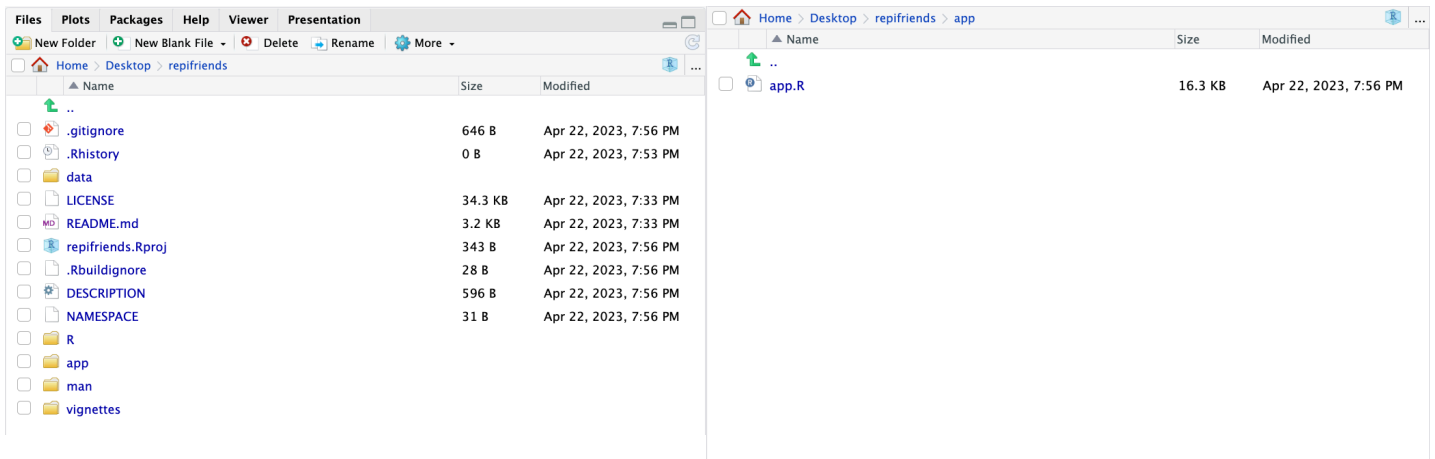 Files Plots Packages Help Viewer Presentation
New Folder New Blank File Delete Rename More
Home Desktop repifriends ...
Name Size Modified
..
.gitignore 646 B Apr 22, 2023, 7:56 PM
.Rhistory 0 B Apr 22, 2023, 7:53 PM
data
LICENSE 34.3 KB Apr 22, 2023, 7:33 PM
MD README.md 3.2 KB Apr 22, 2023, 7:33 PM
R repifriends.Rproj 343 B Apr 22, 2023, 7:56 PM
.Rbuildignore 28 B Apr 22, 2023, 7:56 PM
DESCRIPTION 596 B Apr 22, 2023, 7:56 PM
NAMESPACE 31 B Apr 22, 2023, 7:56 PM
R
app
man
vignettes
Home Desktop repifriends app R ...
Name Size Modified
..
R app.R 16.3 KB Apr 22, 2023, 7:56 PM